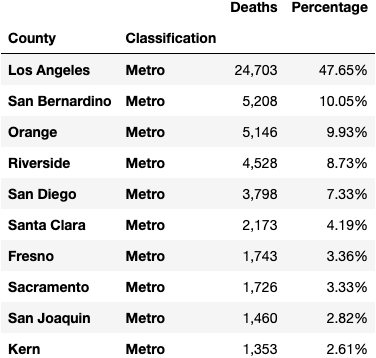 Deaths Percentage
County Classification
Los Angeles Metro 24,703 47.65%
San Bernardino Metro 5,208 10.05%
Orange Metro 5,146 9.93%
Riverside Metro 4,528 8.73%
San Diego Metro 3,798 7.33%
Santa Clara Metro 2,173 4.19%
Fresno Metro 1,743 3.36%
Sacramento Metro 1,726 3.33%
San Joaquin Metro 1,460 2.82%
Kern Metro 1,353 2.61%